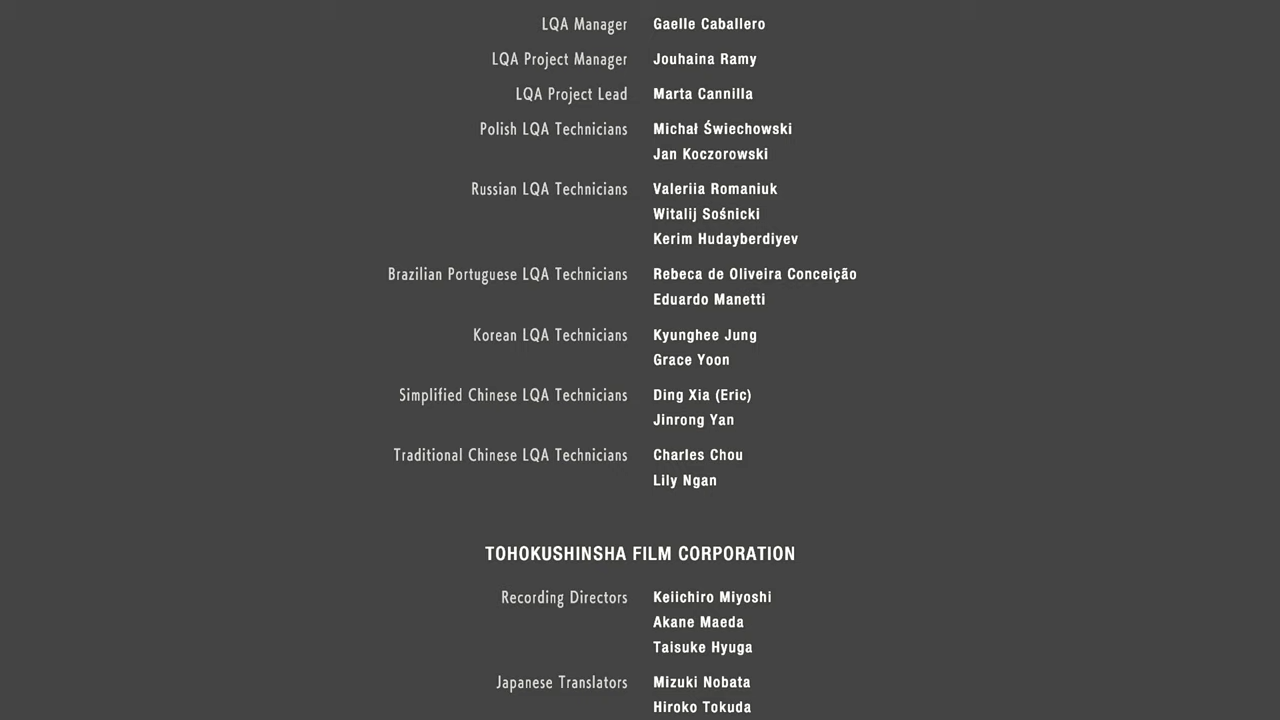 LQA Manager Gaelle Caballero
LQA Project Manager Jouhaina Ramy
LQA Project Lead Marta Cannilla
Polish LQA Technicians Michał Świechowski
Jan Koczorowski
Russian LQA Technicians Valeriia Romaniuk
Witalij Sośnicki
Kerim Hudayberdiyev
Brazilian Portuguese LQA Technicians Rebeca de Oliveira Conceição
Eduardo Manetti
Korean LQA Technicians Kyunghee Jung
Grace Yoon
Simplified Chinese LQA Technicians Ding Xia (Eric)
Jinrong Yan
Traditional Chinese LQA Technicians Charles Chou
Lily Ngan
TOHOKUSHINSHA FILM CORPORATION
Recording Directors Keiichiro Miyoshi
Akane Maeda
Taisuke Hyuga
Japanese Translators Mizuki Nobata
Hiroko Tokuda